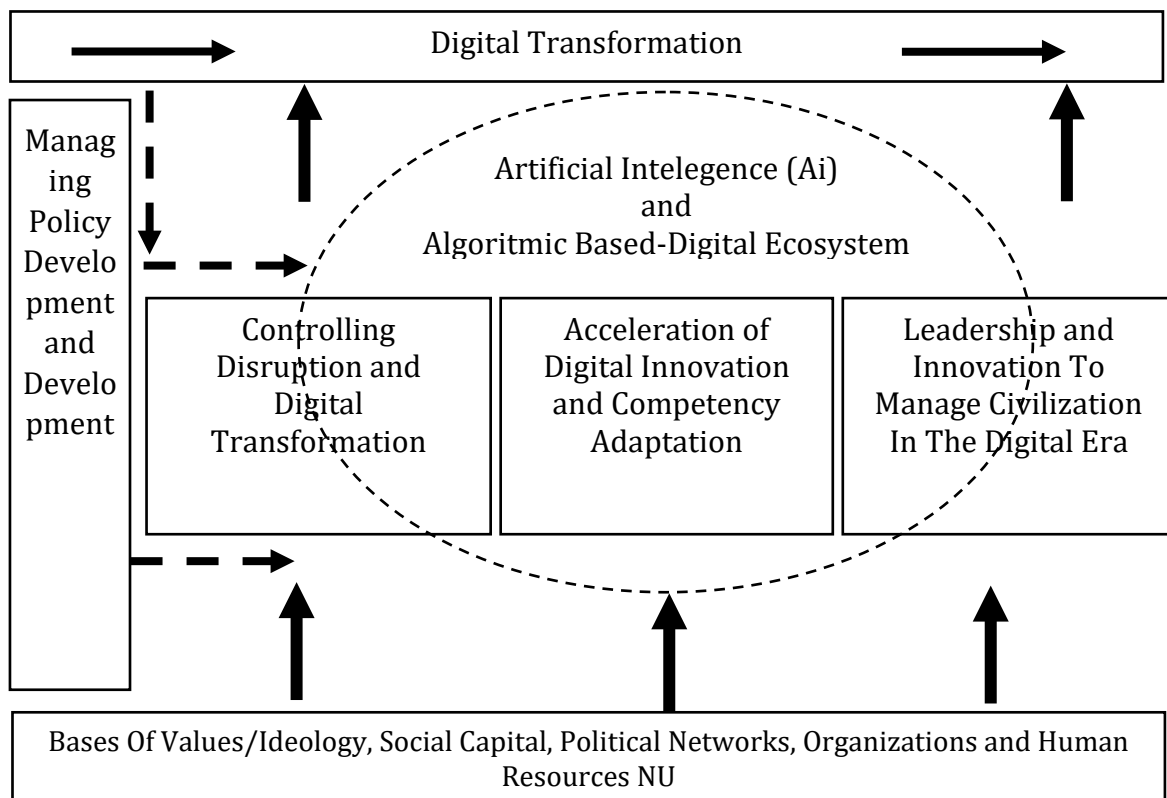 Digital Transformation
Manag
ing
Policy
Develo
pment
and
Develo
pment
Artificial Intelegence (Ai)
and
Algoritmic Based-Digital Ecosystem
Controlling
Disruption and
Digital
Transformation
Acceleration of
Digital Innovation
and Competency
Adaptation
Leadership and
Innovation To
Manage Civilization
In The Digital Era
Bases Of Values/Ideology, Social Capital, Political Networks, Organizations and Human
Resources NU